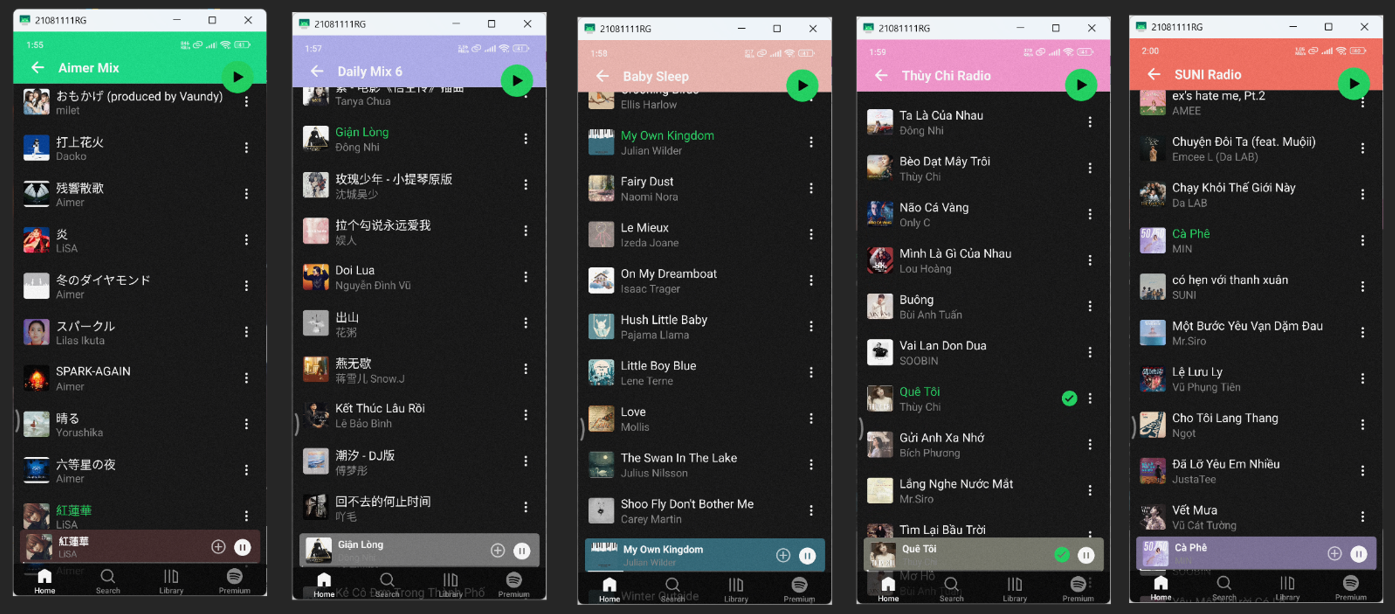 21081111RG
1:55
Aimer Mix
おもかげ (produced by Vaundy)
milet
打上花火
Daoko
残響散歌
Aimer
炎
LiSA
冬のダイヤモンド
Aimer
スパークル
Lilas Ikuta
SPARK-AGAIN
Aimer
晴る
Yorushika
六等星の夜
Aimer
紅蓮華
LiSA
紅蓮華
LiSA
Aimer
Home
Search
Library
Premium
21081111RG
1:57
Daily Mix 6
Tanya Chua
Giận Lòng
Đông Nhi
玫瑰少年 - 小提琴原版
沈城吴少
拉个勾说永远爱我
娱人
Doi Lua
Nguyễn Đình Vũ
出山
花粥
燕无歇
蒋雪儿 Snow.J
Kết Thúc Lâu Rồi
Lê Bảo Bình
潮汐 - DJ版
傅梦彤
回不去的何止时间
吖毛
Giận Lòng
Kẻ Cô Đơn Trong Thành Phố
Home
Search
Library
Premium
21081111RG
1:58
Baby Sleep
Ellis Harlow
My Own Kingdom
Julian Wilder
Fairy Dust
Naomi Nora
Le Mieux
Izeda Joane
On My Dreamboat
Isaac Trager
Hush Little Baby
Pajama Llama
Little Boy Blue
Lene Terne
Love
Mollis
The Swan In The Lake
Julius Nilsson
Shoo Fly Don't Bother Me
Carey Martin
My Own Kingdom
Julian Wilder
Winter Outside
Home
Search
Library
Premium
21081111RG
1:59
Thùy Chi Radio
Ta Là Của Nhau
Đông Nhi
Bèo Dạt Mây Trôi
Thùy Chi
Não Cá Vàng
Only C
Mình Là Gì Của Nhau
Lou Hoàng
Buông
Bùi Anh Tuấn
Vai Lan Don Dua
SOOBIN
Quê Tôi
Thùy Chi
Gửi Anh Xa Nhớ
Bích Phương
Lắng Nghe Nước Mắt
Mr.Siro
Tìm Lại Bầu Trời
Quê Tôi
Thùy Chi
Mơ Hồ
Bùi Anh Tuấn
Home
Search
Library
Premium
21081111RG
2:00
SUNI Radio
ex's hate me, Pt.2
AMEE
Chuyện Đôi Ta (feat. Muộii)
Emcee L (Da LAB)
Chạy Khỏi Thế Giới Này
Da LAB
Cà Phê
MIN
có hẹn với thanh xuân
SUNI
Một Bước Yêu Vạn Dặm Đau
Mr.Siro
Lệ Lưu Ly
Vũ Phụng Tiên
Cho Tôi Lang Thang
Ngọt
Đã Lỡ Yêu Em Nhiều
JustaTee
Vết Mưa
Vũ Cát Tường
Cà Phê
MIN
SOOBIN
Home
Search
Library
Premium